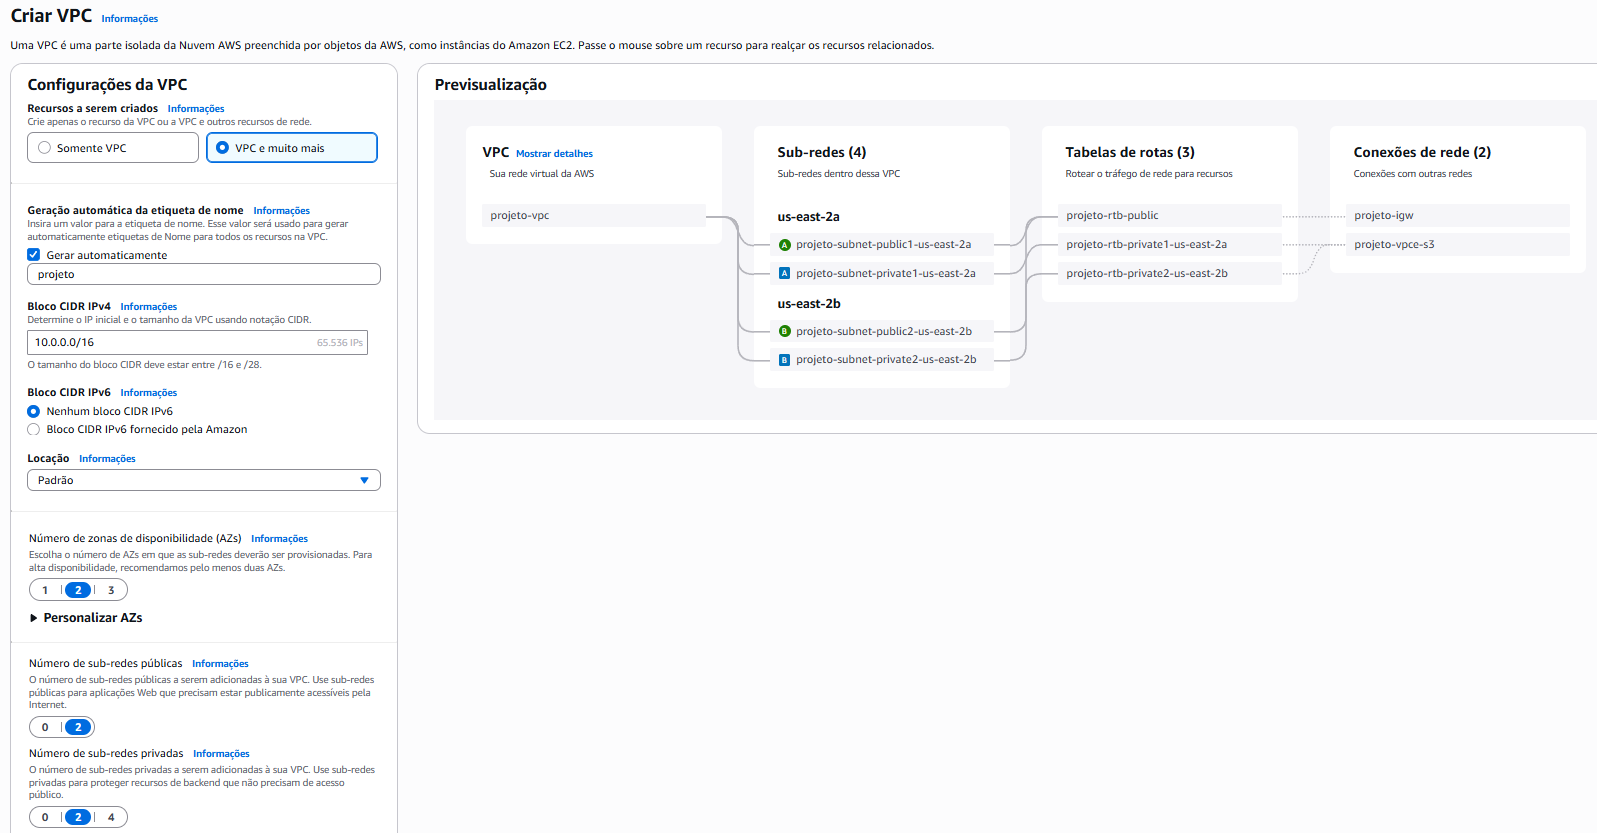 Criar VPC Informações
Uma VPC é uma parte isolada da Nuvem AWS preenchida por objetos da AWS, como instâncias do Amazon EC2. Passe o mouse sobre um recurso para realçar os recursos relacionados.
Configurações da VPC
Recursos a serem criados Informações
Crie apenas o recurso da VPC ou a VPC e outros recursos de rede.
Somente VPC
VPC e muito mais
Geração automática da etiqueta de nome Informações
Insira um valor para a etiqueta de nome. Esse valor será usado para gerar
automaticamente etiquetas de Nome para todos os recursos na VPC.
Gerar automaticamente
projeto
Bloco CIDR IPv4 Informações
Determine o IP inicial e o tamanho da VPC usando notação CIDR.
10.0.0.0/16 65.536 IPs
O tamanho do bloco CIDR deve estar entre /16 e /28.
Bloco CIDR IPv6 Informações
Nenhum bloco CIDR IPv6
Bloco CIDR IPv6 fornecido pela Amazon
Locação Informações
Padrão
Número de zonas de disponibilidade (AZs) Informações
Escolha o número de AZs em que as sub-redes deverão ser provisionadas. Para
alta disponibilidade, recomendamos pelo menos duas AZs.
1 2 3
Personalizar AZs
Número de sub-redes públicas Informações
O número de sub-redes públicas a serem adicionadas à sua VPC. Use sub-redes
públicas para aplicações Web que precisam estar publicamente acessíveis pela
Internet.
0 2
Número de sub-redes privadas Informações
O número de sub-redes privadas a serem adicionadas à sua VPC. Use sub-redes
privadas para proteger recursos de backend que não precisam de acesso
público.
0 2 4
Previsualização
VPC Mostrar detalhes
Sua rede virtual da AWS
projeto-vpc
Sub-redes (4)
Sub-redes dentro dessa VPC
us-east-2a
A projeto-subnet-public1-us-east-2a
A projeto-subnet-private1-us-east-2a
us-east-2b
B projeto-subnet-public2-us-east-2b
B projeto-subnet-private2-us-east-2b
Tabelas de rotas (3)
Rotear o tráfego de rede para recursos
projeto-rtb-public
projeto-rtb-private1-us-east-2a
projeto-rtb-private2-us-east-2b
Conexões de rede (2)
Conexões com outras redes
projeto-igw
projeto-vpce-s3